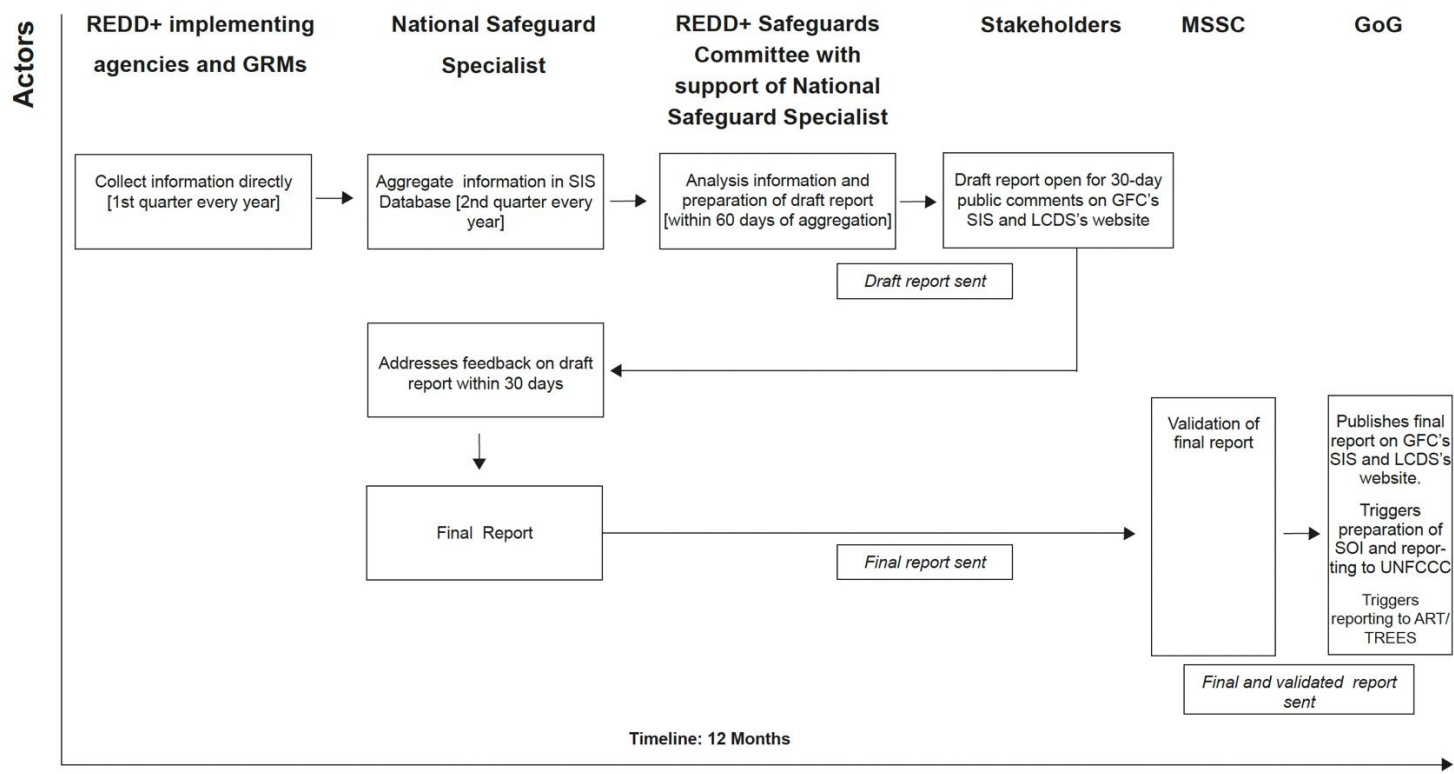 Actors
REDD+ implementing
agencies and GRMs
National Safeguard
Specialist
REDD+ Safeguards
Committee with
support of National
Safeguard Specialist
Stakeholders
MSSC
GoG
Collect information directly
[1st quarter every year]
Aggregate information in SIS
Database [2nd quarter every
year]
Analysis information and
preparation of draft report
[within 60 days of aggregation]
Draft report open for 30-day
public comments on GFC's
SIS and LCDS's website
Draft report sent
Addresses feedback on draft
report within 30 days
Final Report
Final report sent
Validation of
final report
Publishes final
report on GFC's
SIS and LCDS's
website.
Triggers
preparation of
SOI and repor-
ting to UNFCCC
Triggers
reporting to ART/
TREES
Final and validated report
sent
Timeline: 12 Months